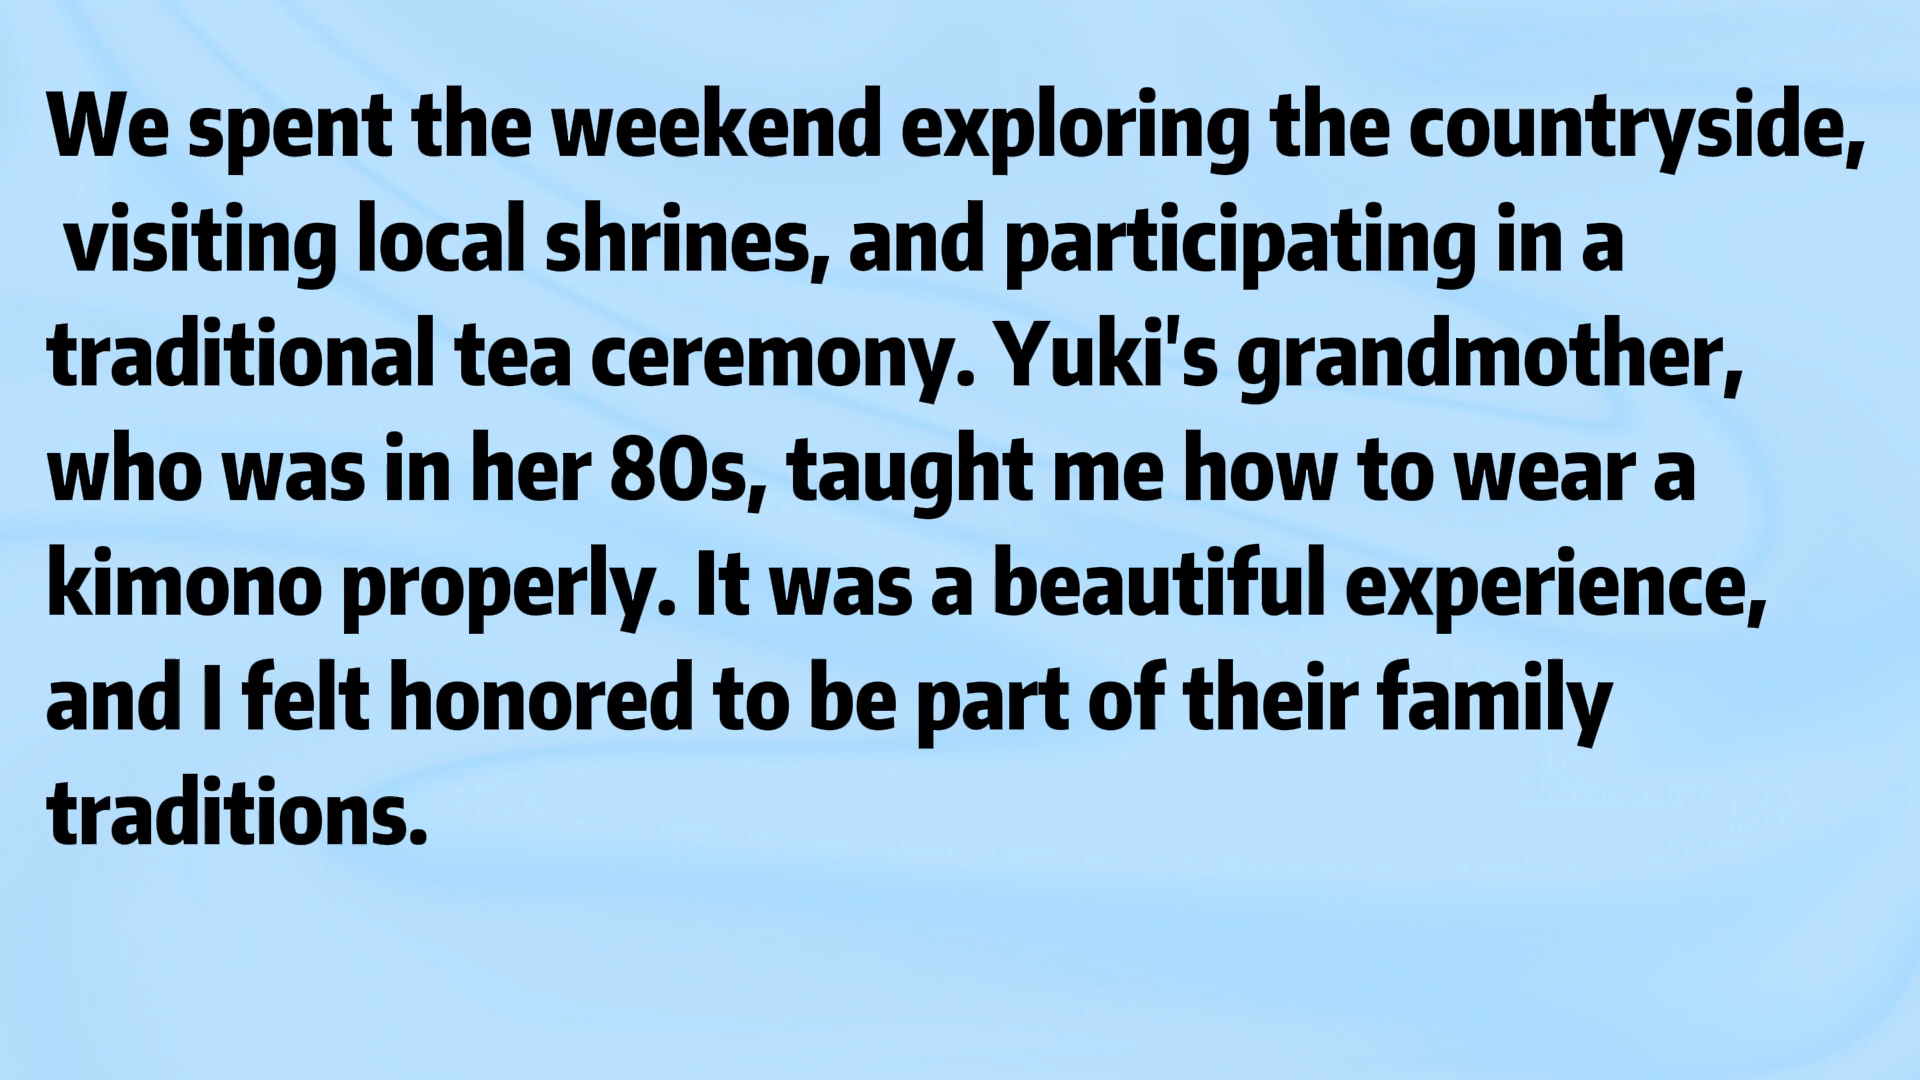 We spent the weekend exploring the countryside,
visiting local shrines, and participating in a
traditional tea ceremony. Yuki's grandmother,
who was in her 80s, taught me how to wear a
kimono properly. It was a beautiful experience,
and I felt honored to be part of their family
traditions.